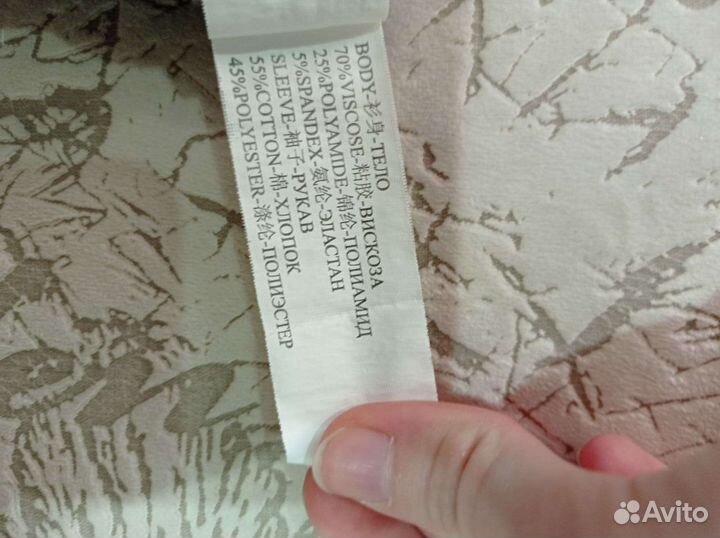 BODY-衫身-ТЕЛО
70%VISCOSE-粘胶-ВИСКОЗА
25%POLYAMIDE-锦纶-ПОЛИАМИД
5%SPANDEX-氨纶-ЭЛАСТАН
SLEEVE-袖子-РУКАВ
55%COTTON-棉-ХЛОПОК
45%POLYESTER-涤纶-ПОЛИЭСТЕР
Avito